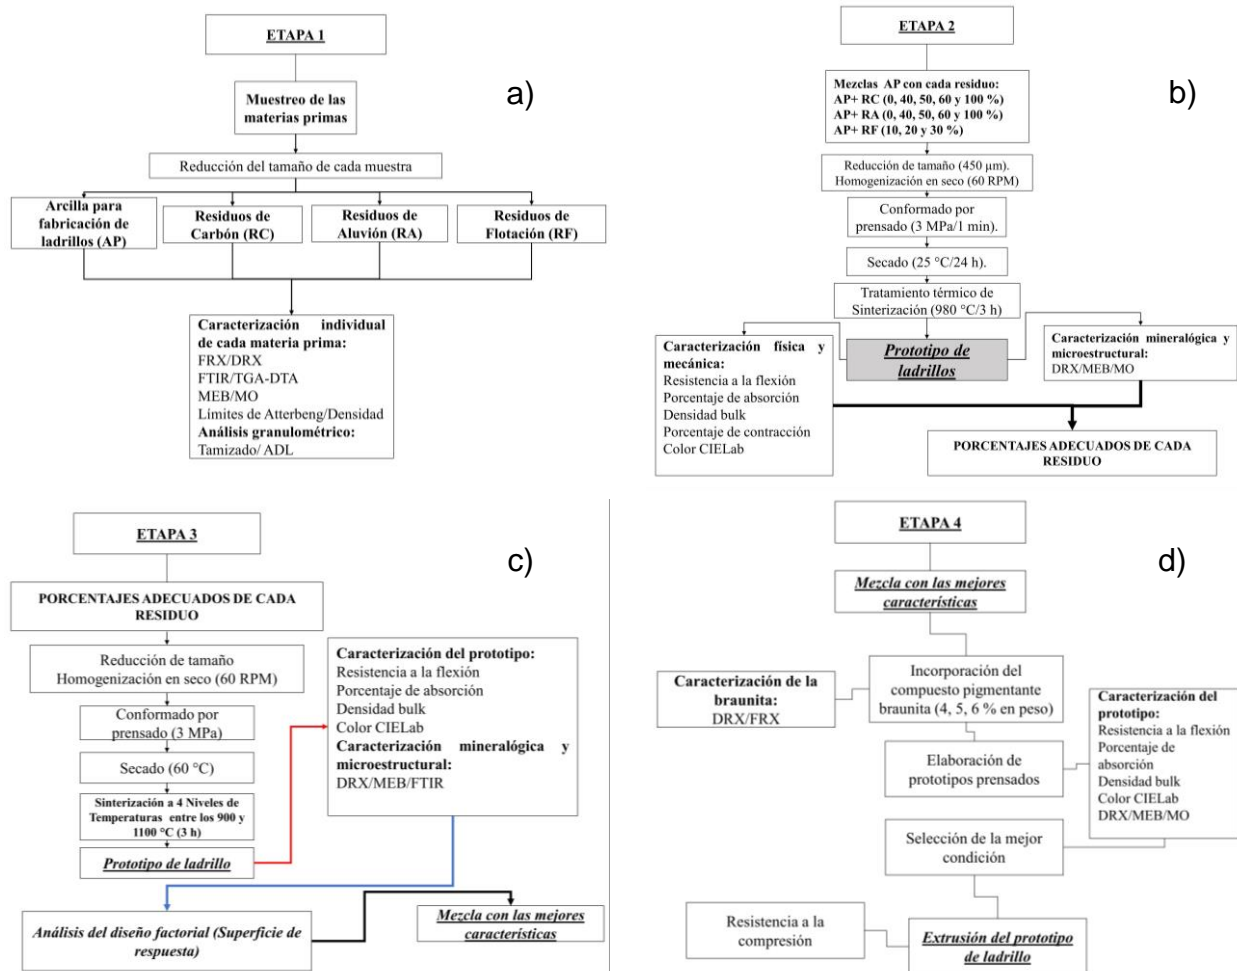 ETAPA 1
a)
Muestreo de las
materias primas
Reducción del tamaño de cada muestra
Arcilla para
fabricación de
ladrillos (AP)
Residuos de
Carbón (RC)
Residuos de
Aluvión (RA)
Residuos de
Flotación (RF)
Caracterización individual
de cada materia prima:
FRX/DRX
FTIR/TGA-DTA
MEB/MO
Límites de Atterbeng/Densidad
Análisis granulométrico:
Tamizado/ ADL
ETAPA 2
b)
Mezclas AP con cada residuo:
AP+ RC (0, 40, 50, 60 y 100 %)
AP+ RA (0, 40, 50, 60 y 100 %)
AP+ RF (10, 20 y 30 %)
Reducción de tamaño (450 µm).
Homogenización en seco (60 RPM)
Conformado por
prensado (3 MPa/1 min).
Secado (25 °C/24 h).
Tratamiento térmico de
Sinterización (980 °C/3 h)
Caracterización física y
mecánica:
Resistencia a la flexión
Porcentaje de absorción
Densidad bulk
Porcentaje de contracción
Color CIELab
Prototipo de
ladrillos
Caracterización mineralógica y
microestructural:
DRX/MEB/MO
PORCENTAJES ADECUADOS DE CADA
RESIDUO
ETAPA 3
c)
PORCENTAJES ADECUADOS DE CADA
RESIDUO
Reducción de tamaño
Homogenización en seco (60 RPM)
Conformado por
prensado (3 MPa)
Secado (60 °C)
Sinterización a 4 Niveles de
Temperaturas entre los 900 y
1100 °C (3 h)
Prototipo de ladrillo
Caracterización del prototipo:
Resistencia a la flexión
Porcentaje de absorción
Densidad bulk
Color CIELab
Caracterización mineralógica y
microestructural:
DRX/MEB/FTIR
Análisis del diseño factorial (Superficie de
respuesta)
Mezcla con las mejores
características
ETAPA 4
d)
Mezcla con las mejores
características
Caracterización de la
braunita:
DRX/FRX
Incorporación del
compuesto pigmentante
braunita (4, 5, 6 % en peso)
Elaboración de
prototipos prensados
Caracterización del
prototipo:
Resistencia a la flexión
Porcentaje de
absorción
Densidad bulk
Color CIELab
DRX/MEB/MO
Selección de la mejor
condición
Resistencia a la
compresión
Extrusión del prototipo
de ladrillo